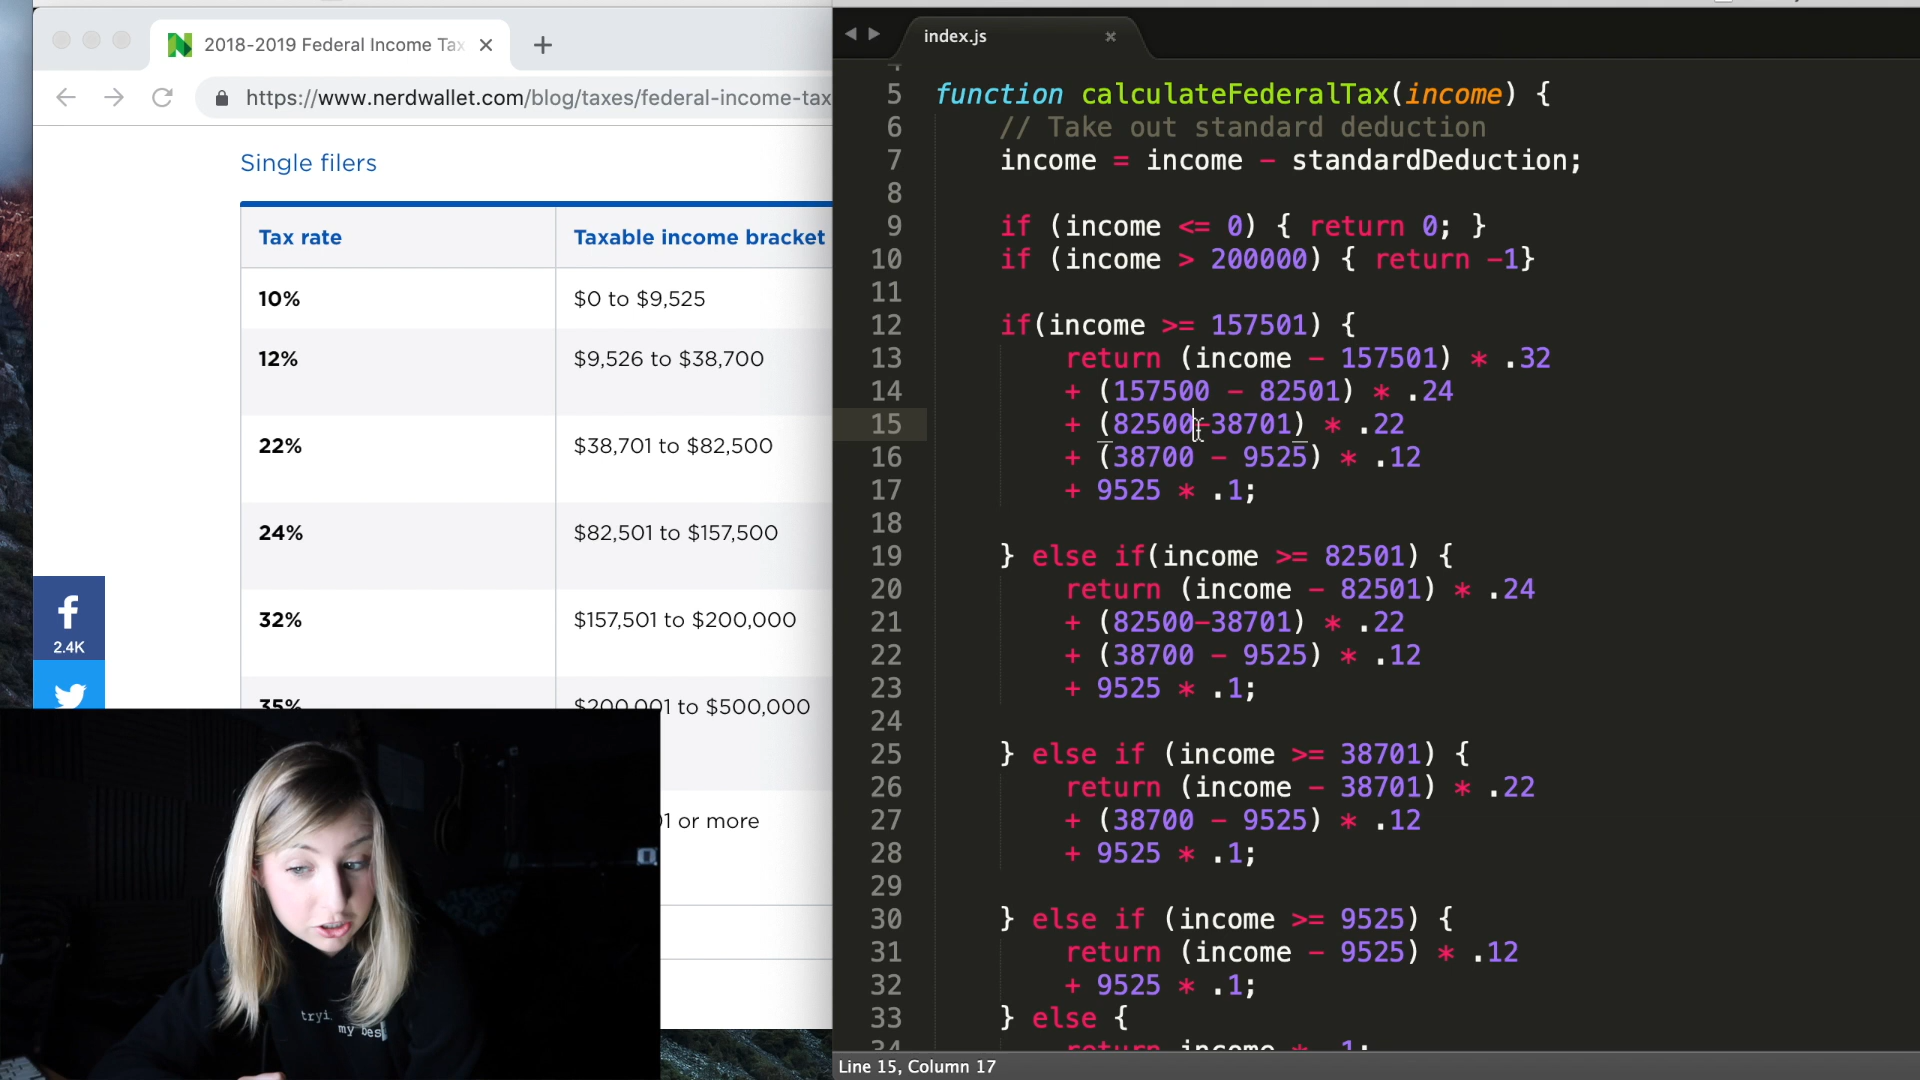 2018-2019 Federal Income Tax
https://www.nerdwallet.com/blog/taxes/federal-income-tax
Single filers
Tax rate Taxable income bracket
10% $0 to $9,525
12% $9,526 to $38,700
22% $38,701 to $82,500
24% $82,501 to $157,500
32% $157,501 to $200,000
35% $200,001 to $500,000
01 or more
2.4K
tryi
my best
index.js
5 function calculateFederalTax(income) {
6 // Take out standard deduction
7 income = income - standardDeduction;
8
9 if (income <= 0) { return 0; }
10 if (income > 200000) { return -1}
11
12 if(income >= 157501) {
13 return (income - 157501) * .32
14 + (157500 - 82501) * .24
15 + (82500-38701) * .22
16 + (38700 - 9525) * .12
17 + 9525 * .1;
18
19 } else if(income >= 82501) {
20 return (income - 82501) * .24
21 + (82500-38701) * .22
22 + (38700 - 9525) * .12
23 + 9525 * .1;
24
25 } else if (income >= 38701) {
26 return (income - 38701) * .22
27 + (38700 - 9525) * .12
28 + 9525 * .1;
29
30 } else if (income >= 9525) {
31 return (income - 9525) * .12
32 + 9525 * .1;
33 } else {
34 return income * .1;
Line 15, Column 17